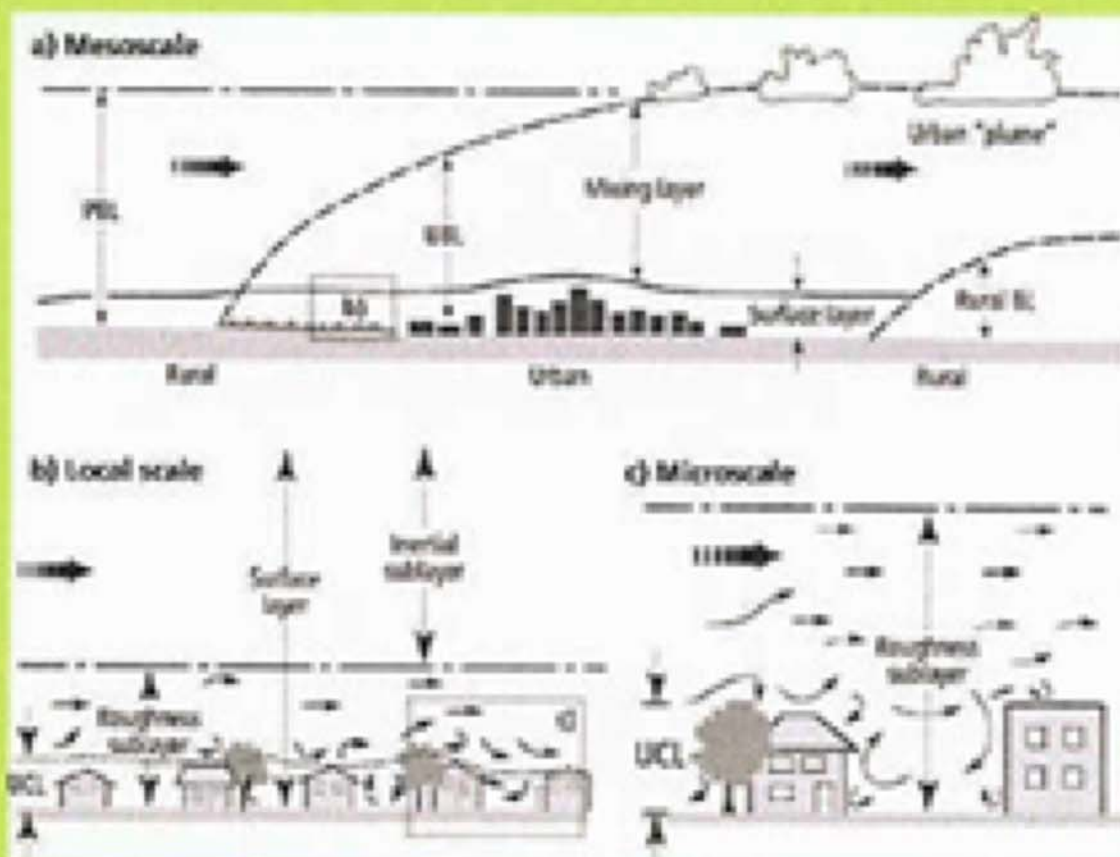 a) Mesoscale
Urban "plume"
Mixing layer
PBL
UBL
b)
Surface layer
Rural BL
Rural
Urban
Rural
b) Local scale
c) Microscale
Inertial
sublayer
Surface
layer
Roughness
sublayer
Roughness
sublayer
c)
UCL
UCL